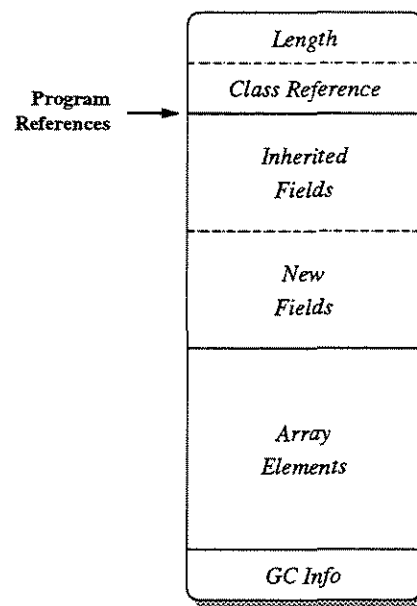 Length
Class Reference
Program
References
Inherited
Fields
New
Fields
Array
Elements
GC Info